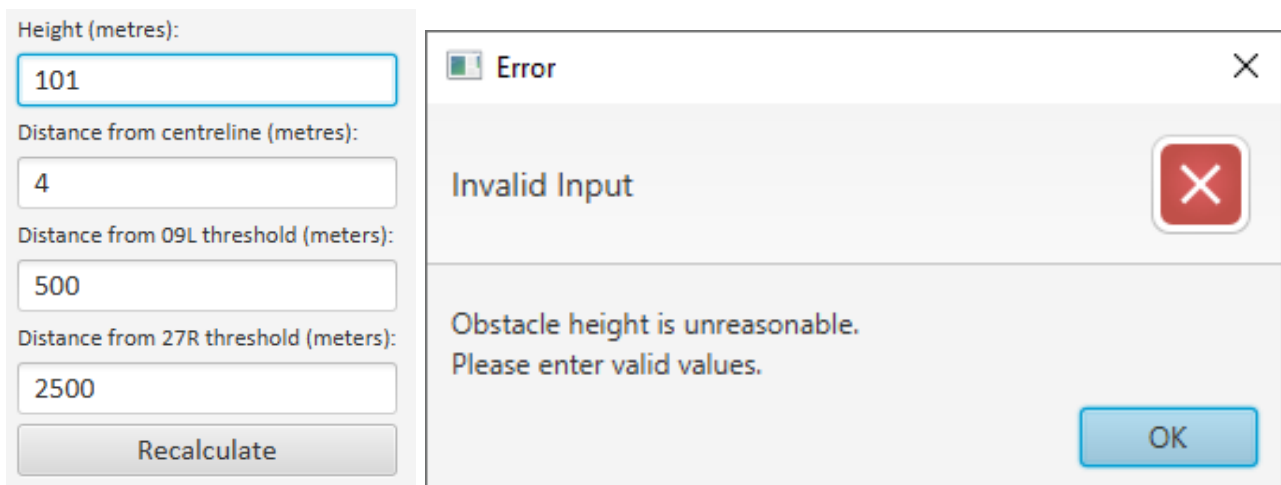 Height (metres):
101
Distance from centreline (metres):
4
Distance from 09L threshold (meters):
500
Distance from 27R threshold (meters):
2500
Recalculate
Error
Invalid Input
Obstacle height is unreasonable.
Please enter valid values.
OK